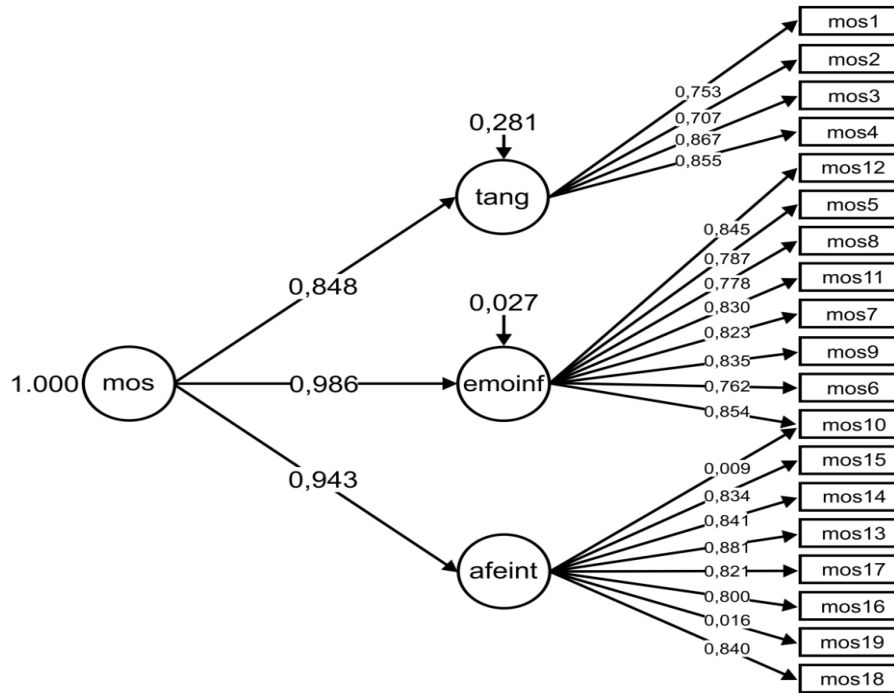 mos1
mos2
0,753
mos3
0,707
0,281
mos4
0,867
0,855
mos12
tang
mos5
0,845
mos8
0,787
0,778
mos11
0,848
0,830
0,027
mos7
0,823
mos9
0,835
1.000
mos
0,986
emoinf
0,762
mos6
0,854
mos10
mos15
0,009
0,943
0,834
mos14
0,841
mos13
0,881
afeint
0,821
mos17
0,800
mos16
0,016
mos19
0,840
mos18